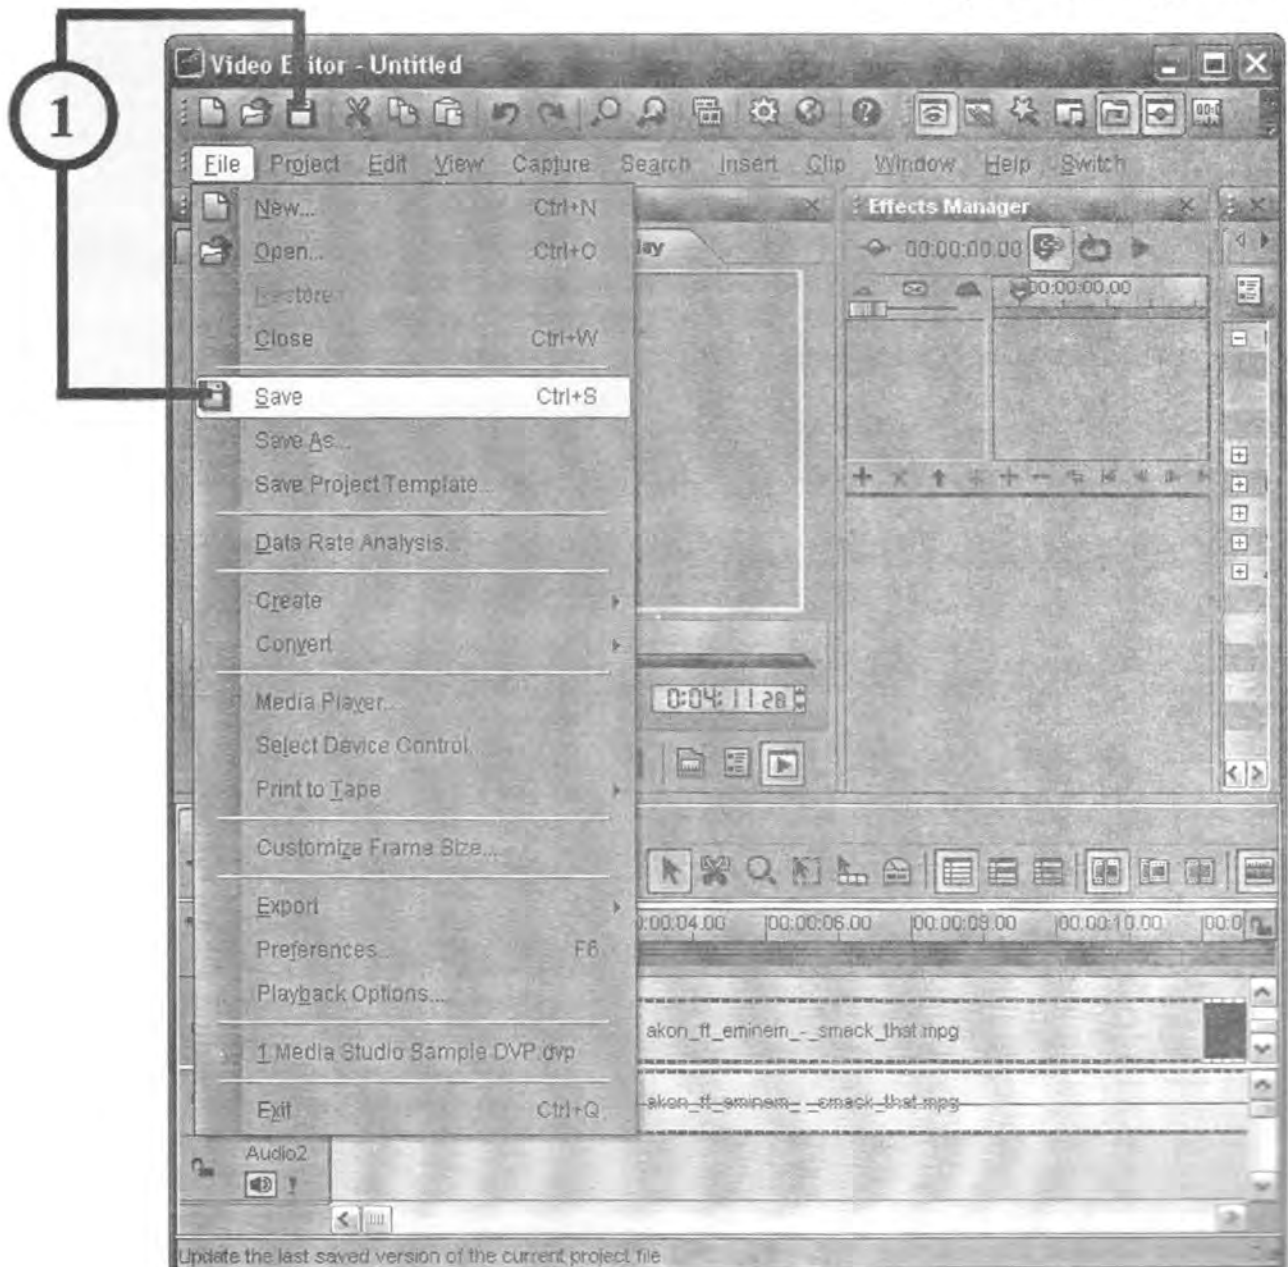 1
Video E itor - Untitled
File Project Edit View Capture Search Insert Clip Window Help Switch
New... Ctrl+N
Open... Ctrl+O
Restore
Close Ctrl+W
Save Ctrl+S
Save As...
Save Project Template...
Data Rate Analysis...
Create
Convert
Media Player...
Select Device Control...
Print to Tape
Customize Frame Size...
Export
Preferences... F6
Playback Options...
1 Media Studio Sample DVP.dvp
Exit Ctrl+Q
lay
Effects Manager
00:00:00.00
00:00:00.00
0:04:11 28
0:00:04.00 00:00:06.00 00:00:08.00 00:00:10.00 00:0
akon_ft_eminem_-_smack_that.mpg
akon_ft_eminem_-_smack_that.mpg
Audio2
Update the last saved version of the current project file